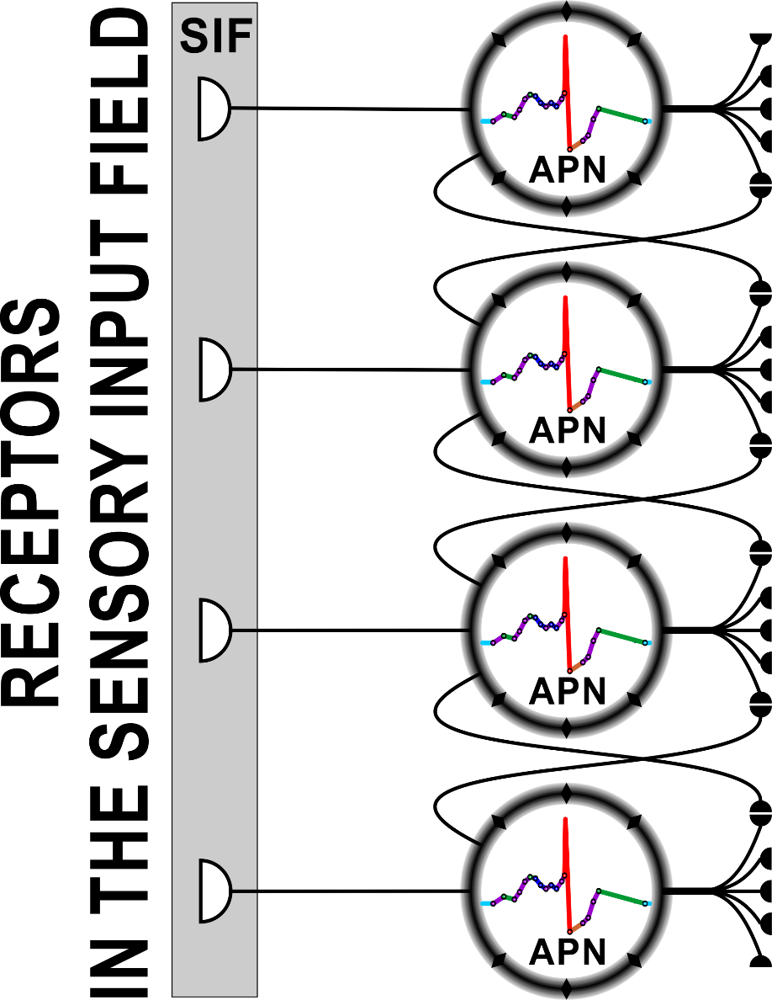 RECEPTORS
IN THE SENSORY INPUT FIELD
SIF
APN
APN
APN
APN